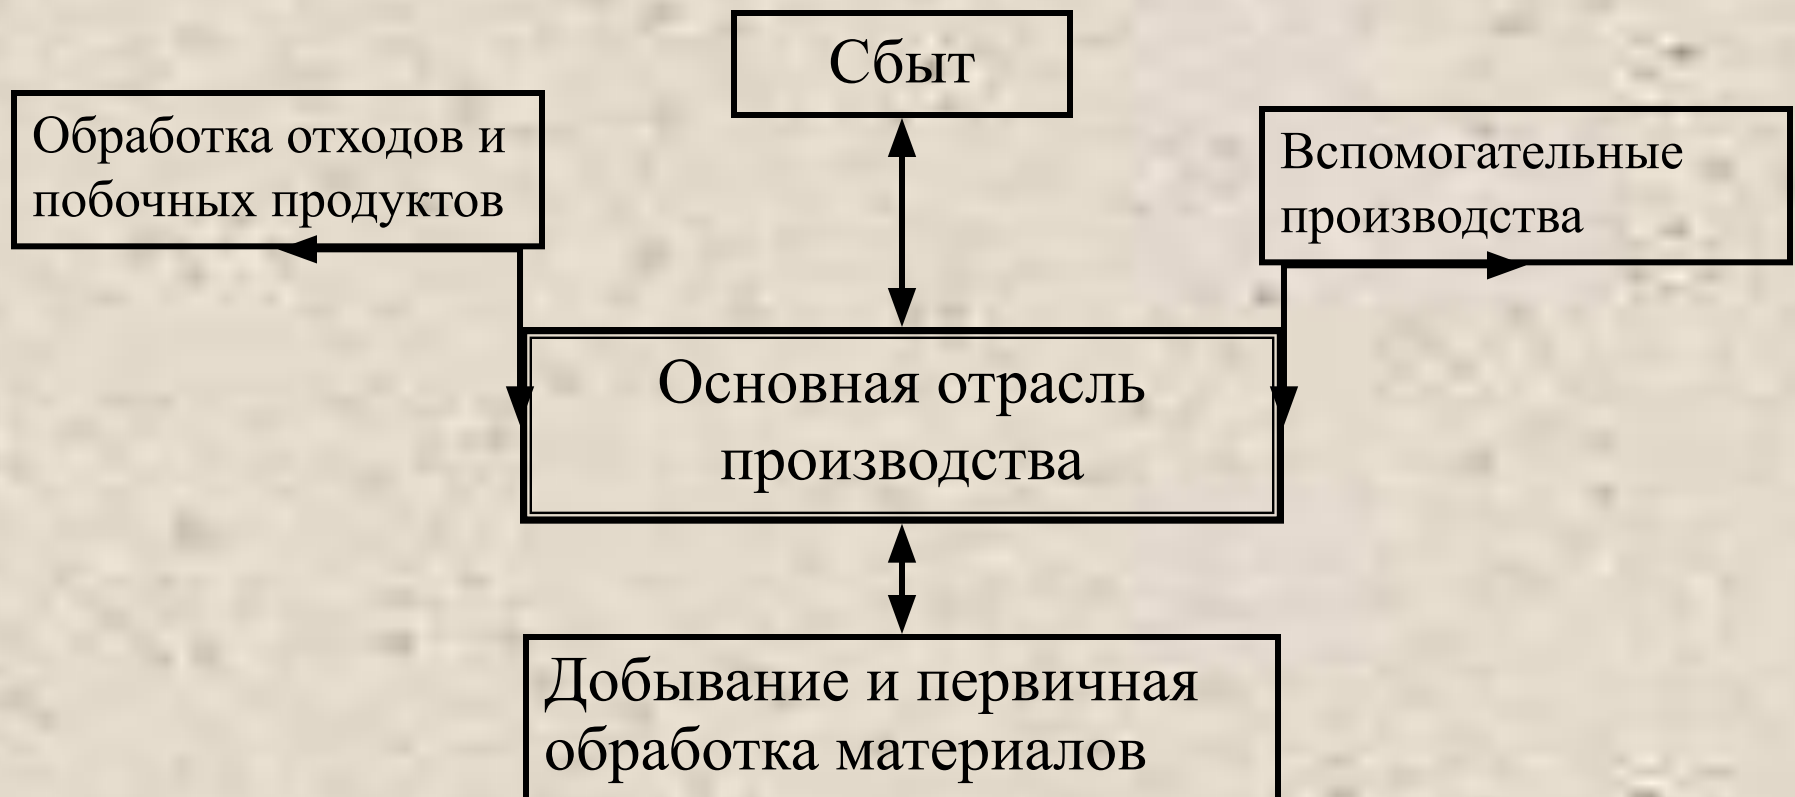 Сбыт
Обработка отходов и
побочных продуктов
Вспомогательные
производства
Основная отрасль
производства
Добывание и первичная
обработка материалов